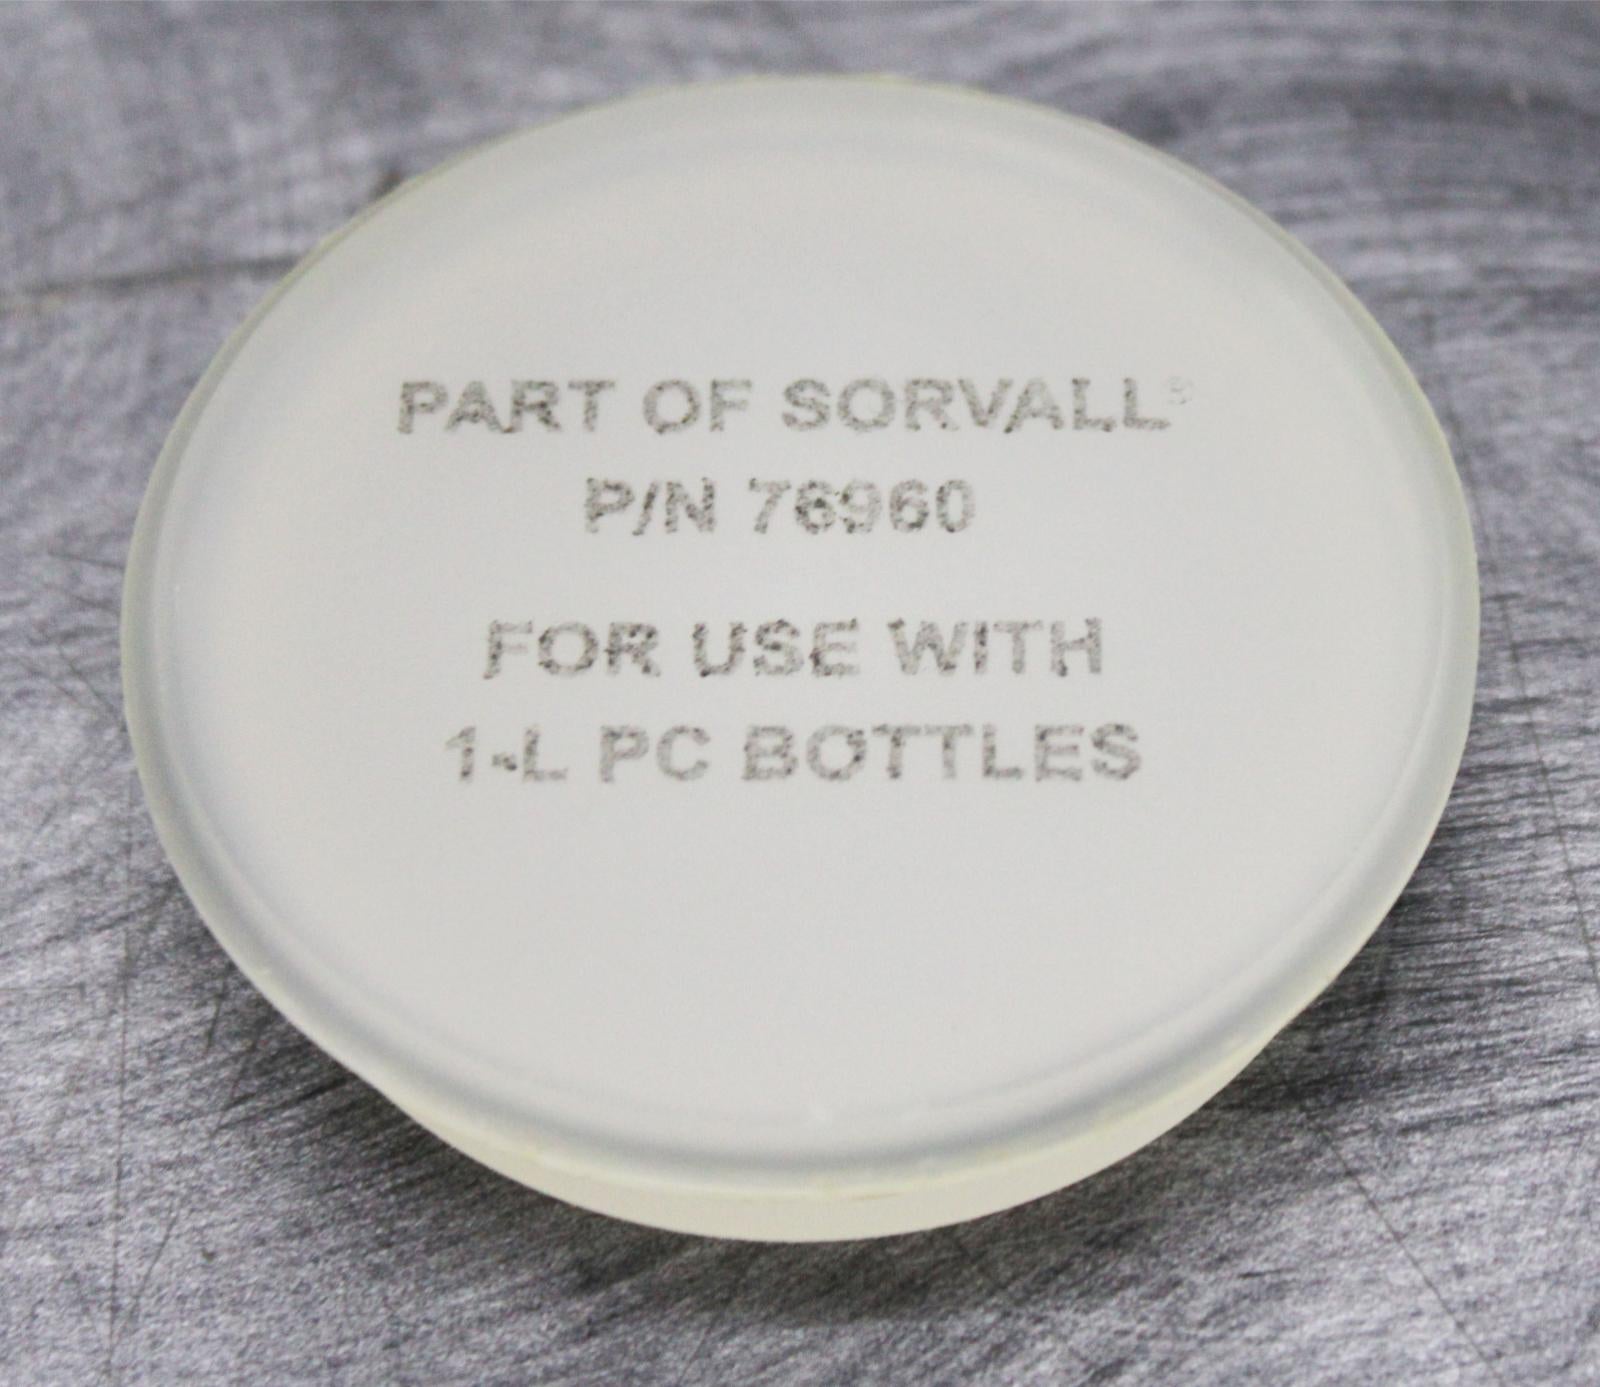 PART OF SORVALL®
P/N 76960
FOR USE WITH
1-L PC BOTTLES